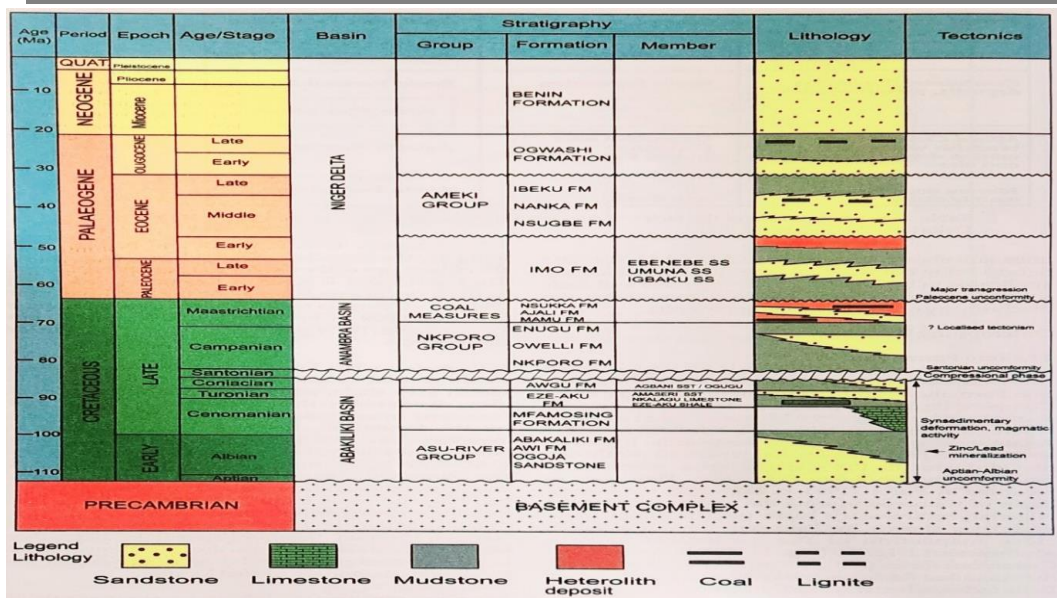 Age (Ma)
Period
Epoch
Age/Stage
Basin
Stratigraphy
Group
Formation
Member
Lithology
Tectonics
10
20
30
40
50
60
70
80
90
100
110
QUAT.
NEOGENE
PALAEOGENE
CRETACEDUS
Pleistocene
Pliocene
Miocene
OLIGOCENE
EOCENE
PALEOCENE
LATE
EARLY
Late
Early
Late
Middle
Early
Late
Early
Maastrichtian
Campanian
Santonian
Coniacian
Turonian
Cenomanian
Albian
Aptian
NIGER DELTA
ANAMBRA BASIN
ABAKILIKI BASIN
AMEKI
GROUP
COAL
MEASURES
NKPORO
GROUP
ASU-RIVER
GROUP
BENIN
FORMATION
OGWASHI
FORMATION
IBEKU FM
NANKA FM
NSUGBE FM
IMO FM
NSUKKA FM
AJALI FM
MAMU FM
ENUGU FM
OWELLI FM
NKPORO FM
AWGU FM
EZE-AKU
FM
MFAMOSING
FORMATION
ABAKALIKI FM
AWI FM
OGOJA
SANDSTONE
EBENEBE SS
UMUNA SS
IGBAKU SS
AGBANI SST / OGUGU
AMASERI SST
NKALAGU LIMESTONE
EZE-AKU SHALE
Major transgression
Paleocene unconformity
? Localised tectonism
Santonian uncomformity
Compressional phase
Synsedimentary
deformation, magmatic
activity
Zinc/Lead
mineralization
Aptian-Albian
uncomformity
PRECAMBRIAN
BASEMENT COMPLEX
Legend
Lithology
Sandstone
Limestone
Mudstone
Heterolith
deposit
Coal
Lignite